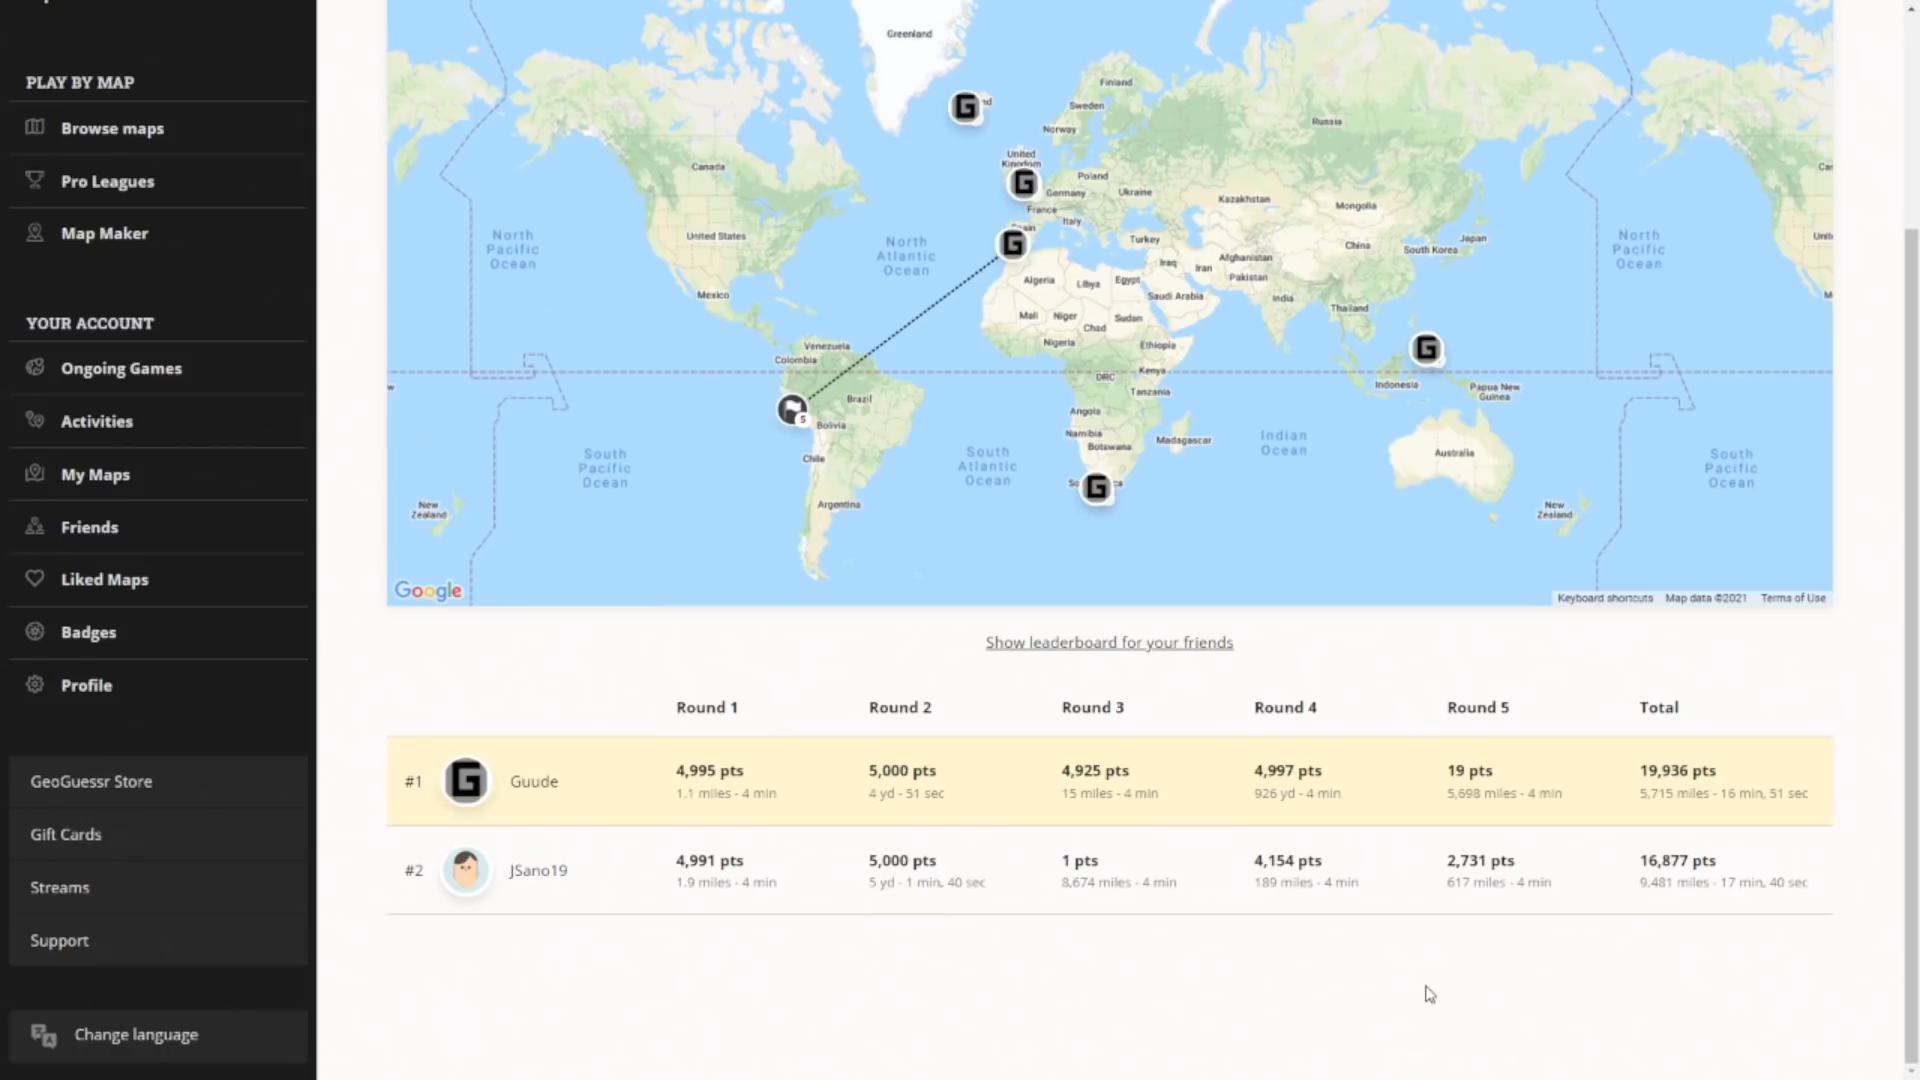 PLAY BY MAP
Browse maps
Pro Leagues
Map Maker
YOUR ACCOUNT
Ongoing Games
Activities
My Maps
Friends
Liked Maps
Badges
Profile
GeoGuessr Store
Gift Cards
Streams
Support
Change language
Greenland
Finland
Sweden
Norway
Russia
United
Kingdom
Canada
Poland
Germany
Ukraine
Kazakhstan
Mongolia
France
Italy
North
Pacific
Ocean
United States
North
Atlantic
Ocean
Turkey
China
South Korea
Japan
North
Pacific
Ocean
Iraq
Iran
Afghanistan
Pakistan
Algeria
Libya
Egypt
Saudi Arabia
India
Mexico
Mali
Niger
Chad
Sudan
Thailand
Nigeria
Ethiopia
Venezuela
Colombia
DRC
Kenya
Tanzania
Indonesia
Papua New
Guinea
Brazil
5
Bolivia
Angola
Namibia
Botswana
Madagascar
Indian
Ocean
Australia
South
Pacific
Ocean
Chile
South
Atlantic
Ocean
South
Pacific
Ocean
Argentina
New
Zealand
New
Zealand
Google
Keyboard shortcuts Map data ©2021 Terms of Use
Show leaderboard for your friends
Round 1 Round 2 Round 3 Round 4 Round 5 Total
#1 G Guude 4,995 pts 5,000 pts 4,925 pts 4,997 pts 19 pts 19,936 pts
1.1 miles - 4 min 4 yd - 51 sec 15 miles - 4 min 926 yd - 4 min 5,698 miles - 4 min 5,715 miles - 16 min, 51 sec
#2 JSano19 4,991 pts 5,000 pts 1 pts 4,154 pts 2,731 pts 16,877 pts
1.9 miles - 4 min 5 yd - 1 min, 40 sec 8,674 miles - 4 min 189 miles - 4 min 617 miles - 4 min 9,481 miles - 17 min, 40 sec